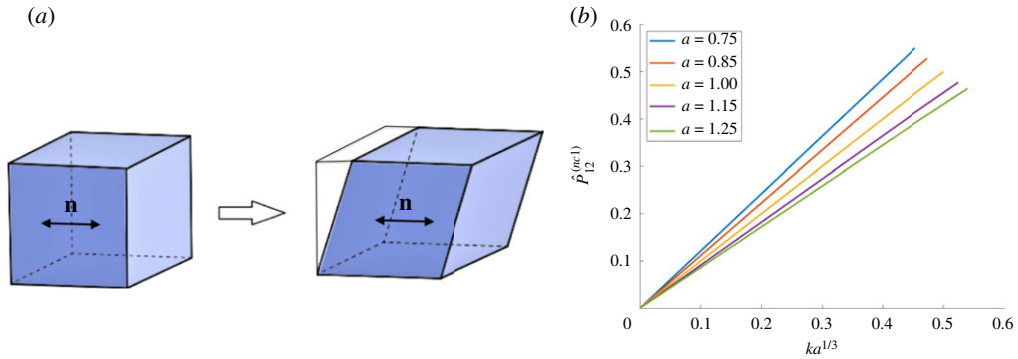 (a)
n
n
(b)
0.6
0.5
0.4
0.3
0.2
0.1
0
0.1
0.2
0.3
0.4
0.5
0.6
a = 0.75
a = 0.85
a = 1.00
a = 1.15
a = 1.25
P̂₁₂⁽ⁿᶜ¹⁾
ka¹/³